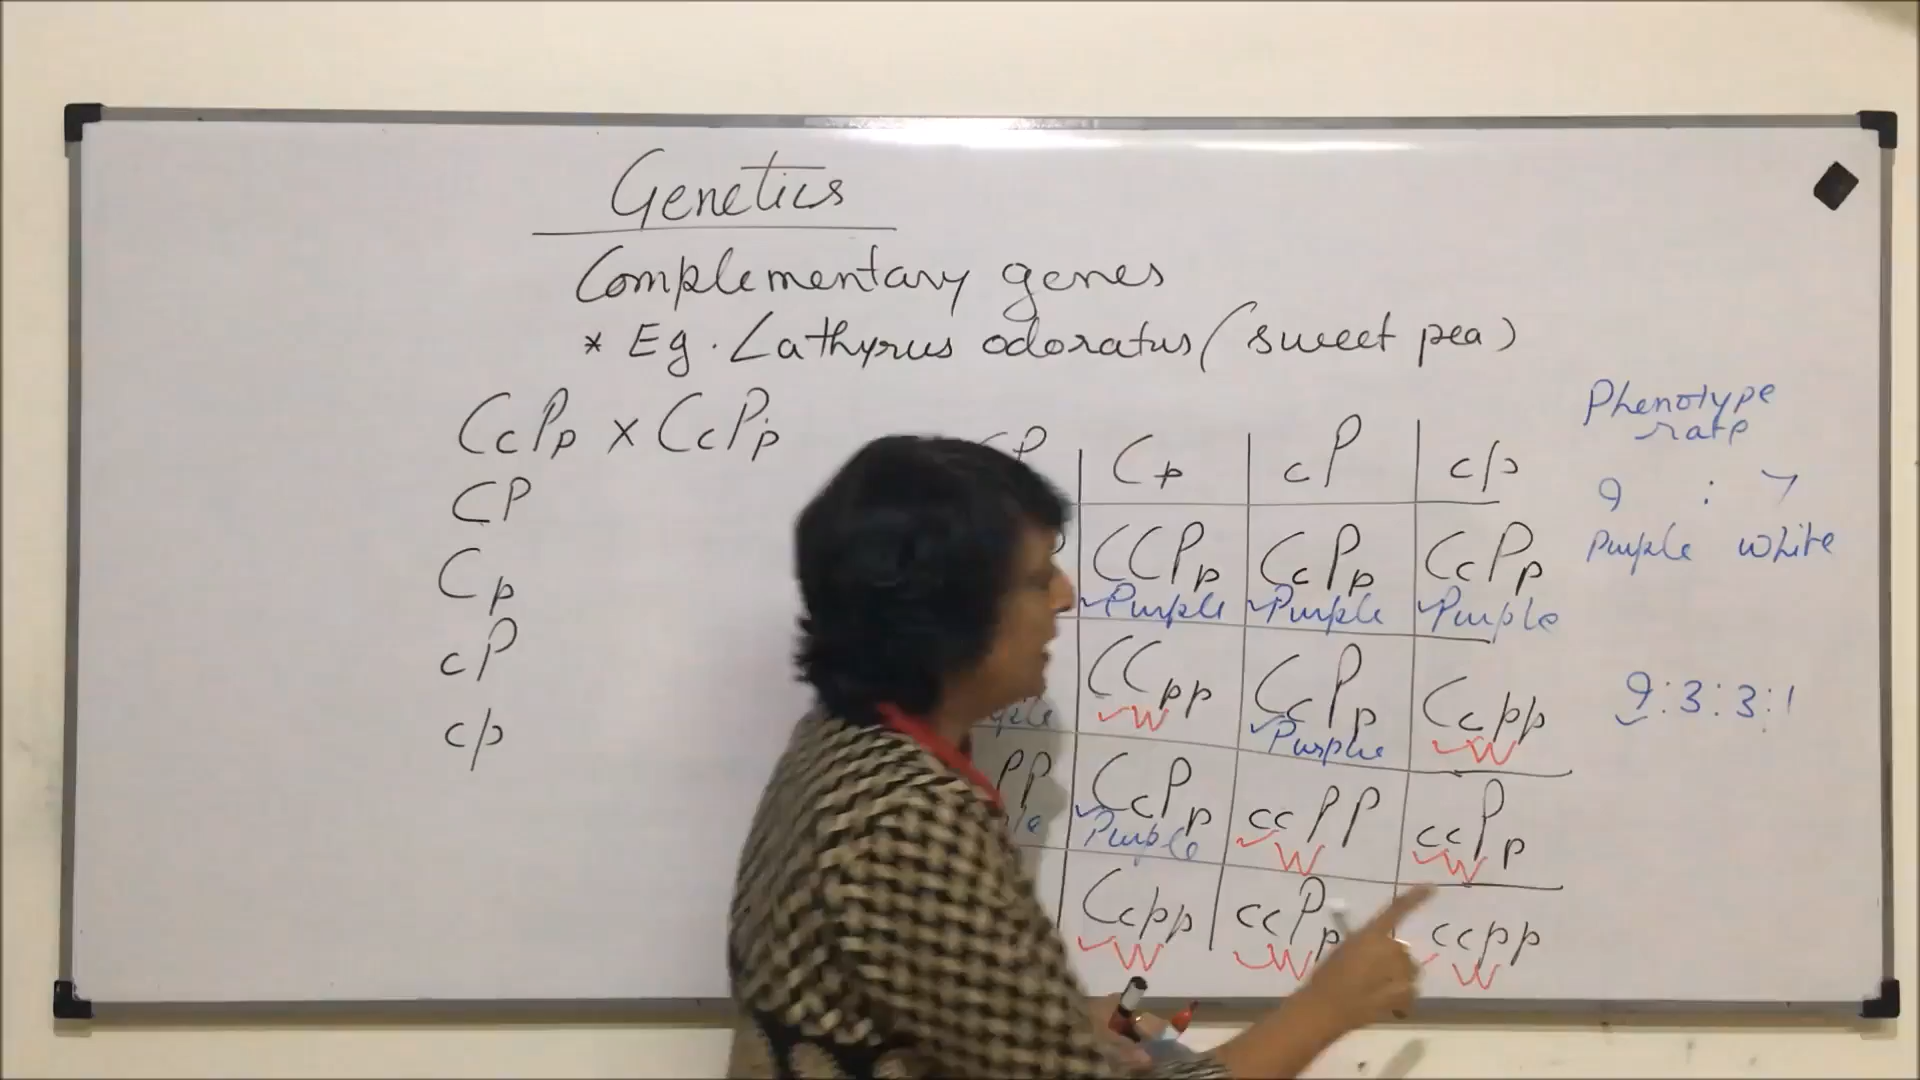 Genetics
Complementary genes
* Eg. Lathyrus odoratus (sweet pea)
CcPp x CcPp
CP
Cp
cP
cp
CP Cp cP cp
CCPp CcPp CcPp
Purple Purple Purple
CCpp CcPp Ccpp
W Purple W
PP CcPp ccPP ccPp
Purple W W
Ccpp ccPp ccpp
W W W
Phenotype
9 : 7
Purple white
9:3:3:1